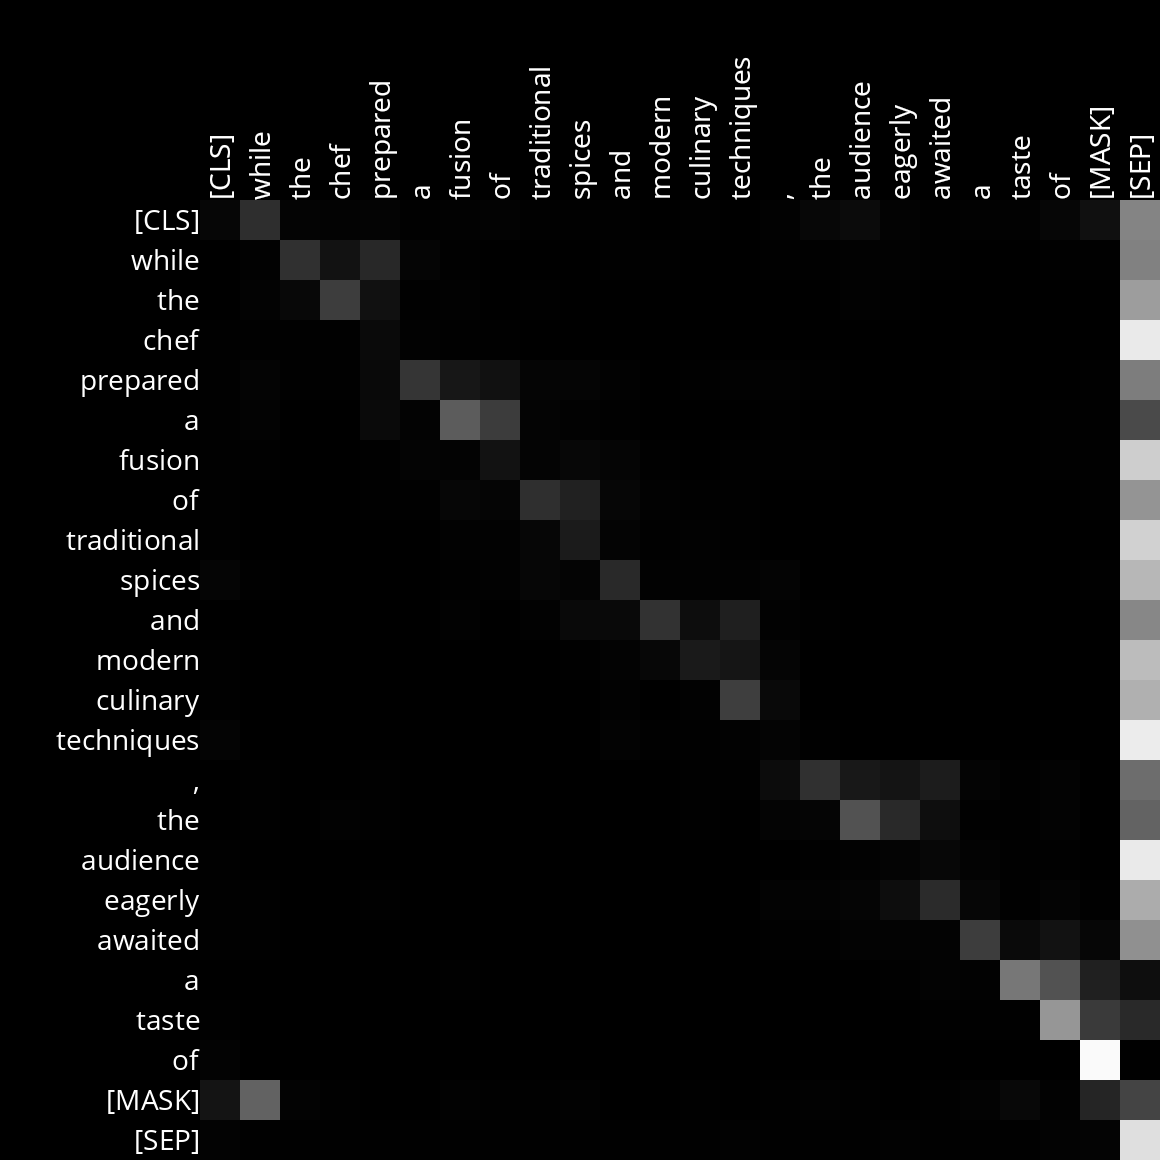 [CLS] while the chef prepared a fusion of traditional spices and modern culinary techniques , the audience eagerly awaited a taste of [MASK] [SEP]
[CLS]
while
the
chef
prepared
a
fusion
of
traditional
spices
and
modern
culinary
techniques
,
the
audience
eagerly
awaited
a
taste
of
[MASK]
[SEP]